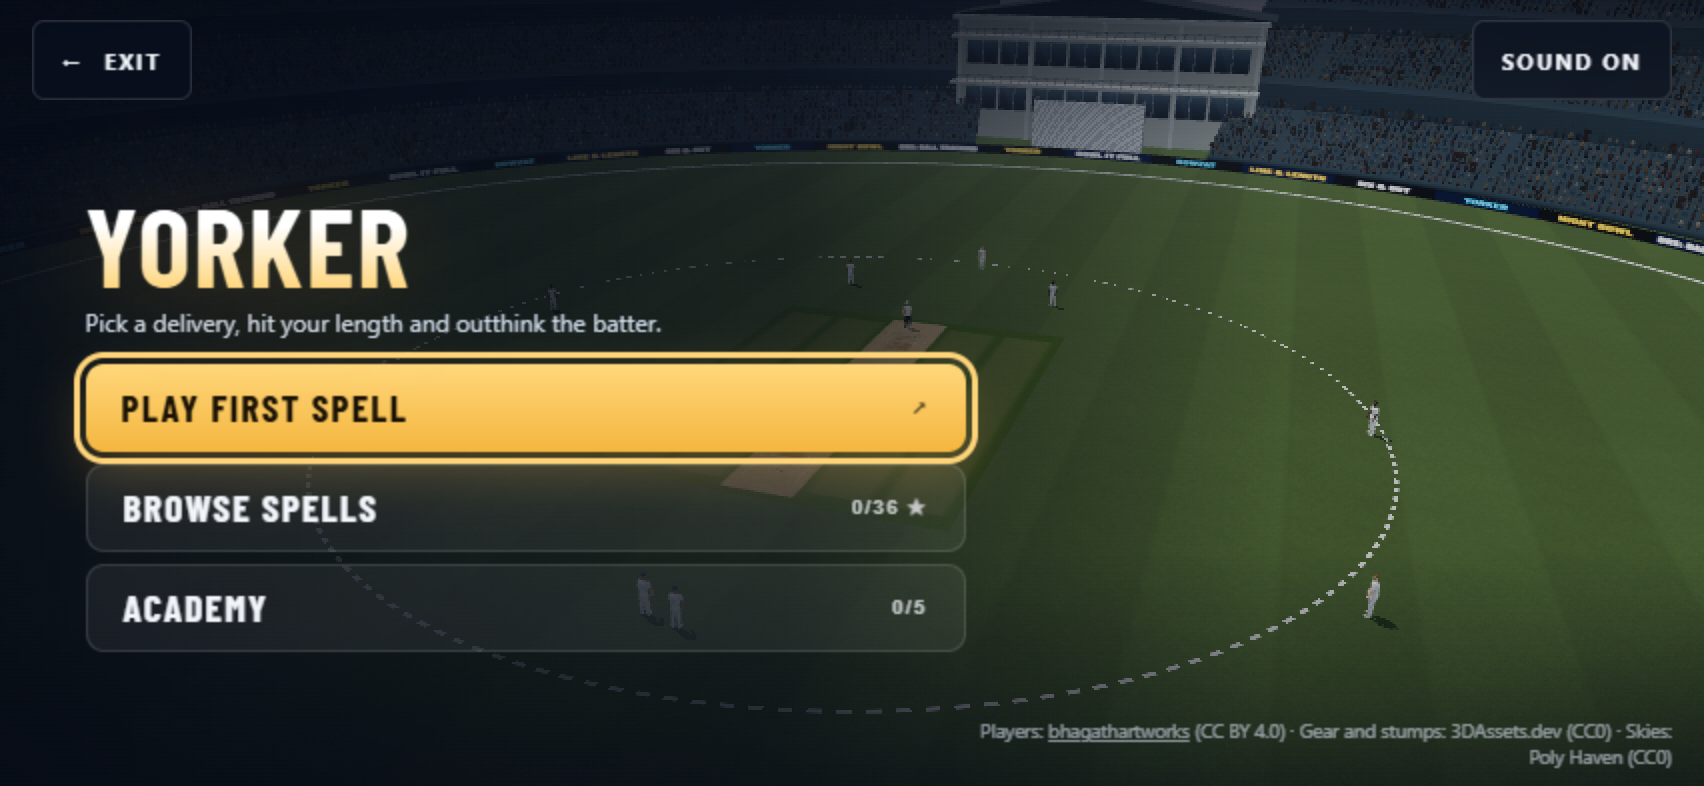 ← EXIT
SOUND ON
YORKER
Pick a delivery, hit your length and outthink the batter.
PLAY FIRST SPELL ↗
BROWSE SPELLS 0/36 ★
ACADEMY 0/5
Players: bhagathartworks (CC BY 4.0) · Gear and stumps: 3DAssets.dev (CC0) · Skies:
Poly Haven (CC0)